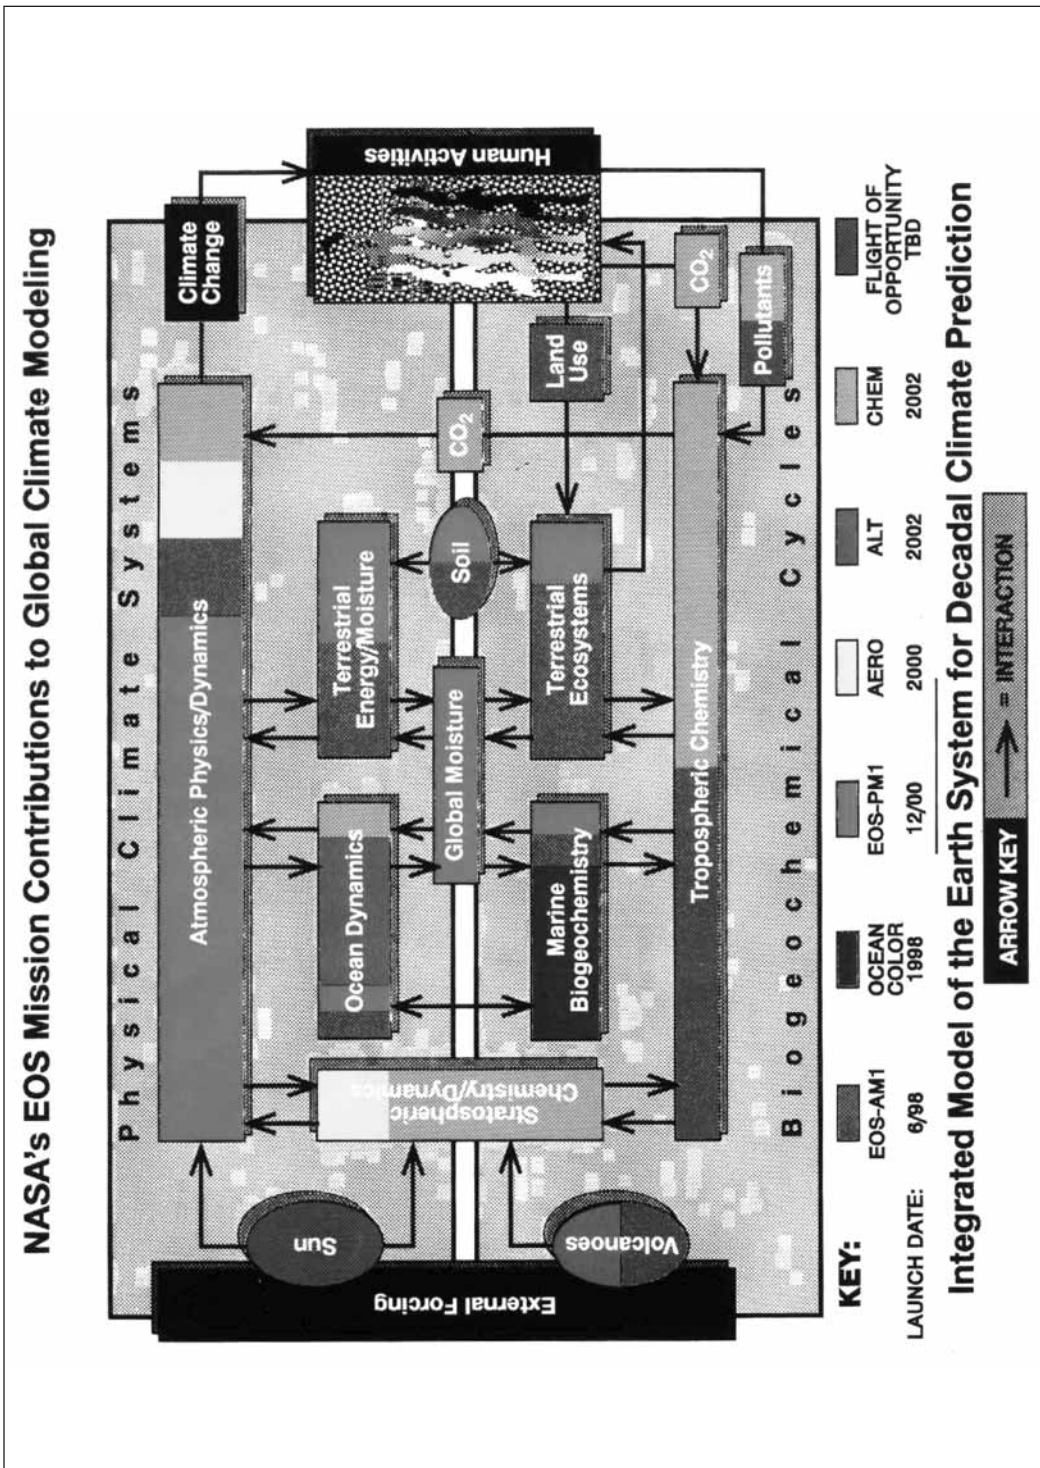 NASA's EOS Mission Contributions to Global Climate Modeling
Physical Climate Systems
Climate
Change
Atmospheric Physics/Dynamics
External Forcing
Sun
Volcanoes
Stratospheric
Chemistry/Dynamics
Ocean Dynamics
Terrestrial
Energy/Moisture
Human Activities
Global Moisture
Soil
CO₂
Marine
Biogeochemistry
Terrestrial
Ecosystems
Land
Use
Tropospheric Chemistry
CO₂
Pollutants
Biogeochemical Cycles
KEY:
EOS-AM1
OCEAN
COLOR
EOS-PM1
AERO
ALT
CHEM
FLIGHT OF
OPPORTUNITY
LAUNCH DATE:
6/98
1998
12/00
2000
2002
2002
TBD
Integrated Model of the Earth System for Decadal Climate Prediction
ARROW KEY
= INTERACTION